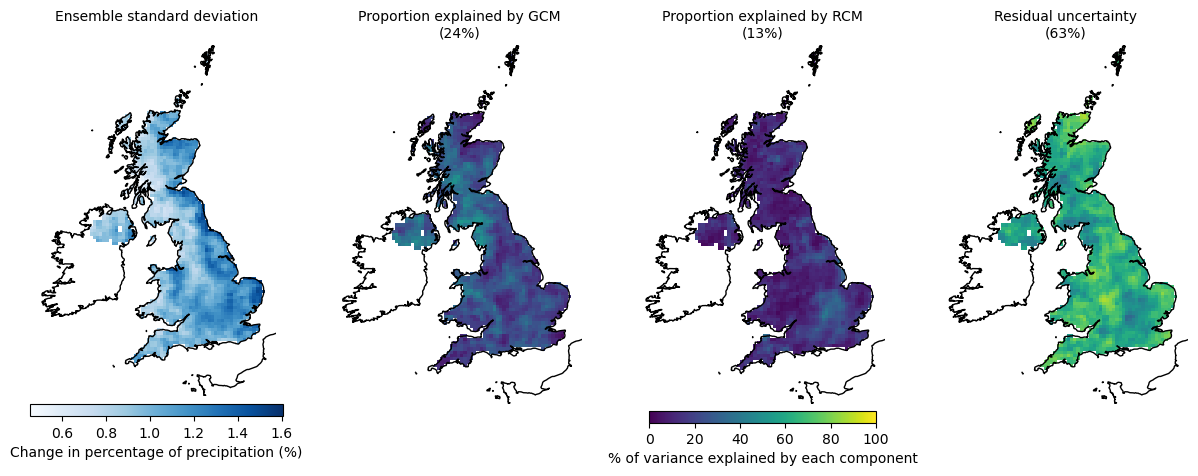 Ensemble standard deviation
Proportion explained by GCM
(24%)
Proportion explained by RCM
(13%)
Residual uncertainty
(63%)
0.6 0.8 1.0 1.2 1.4 1.6
Change in percentage of precipitation (%)
0 20 40 60 80 100
% of variance explained by each component